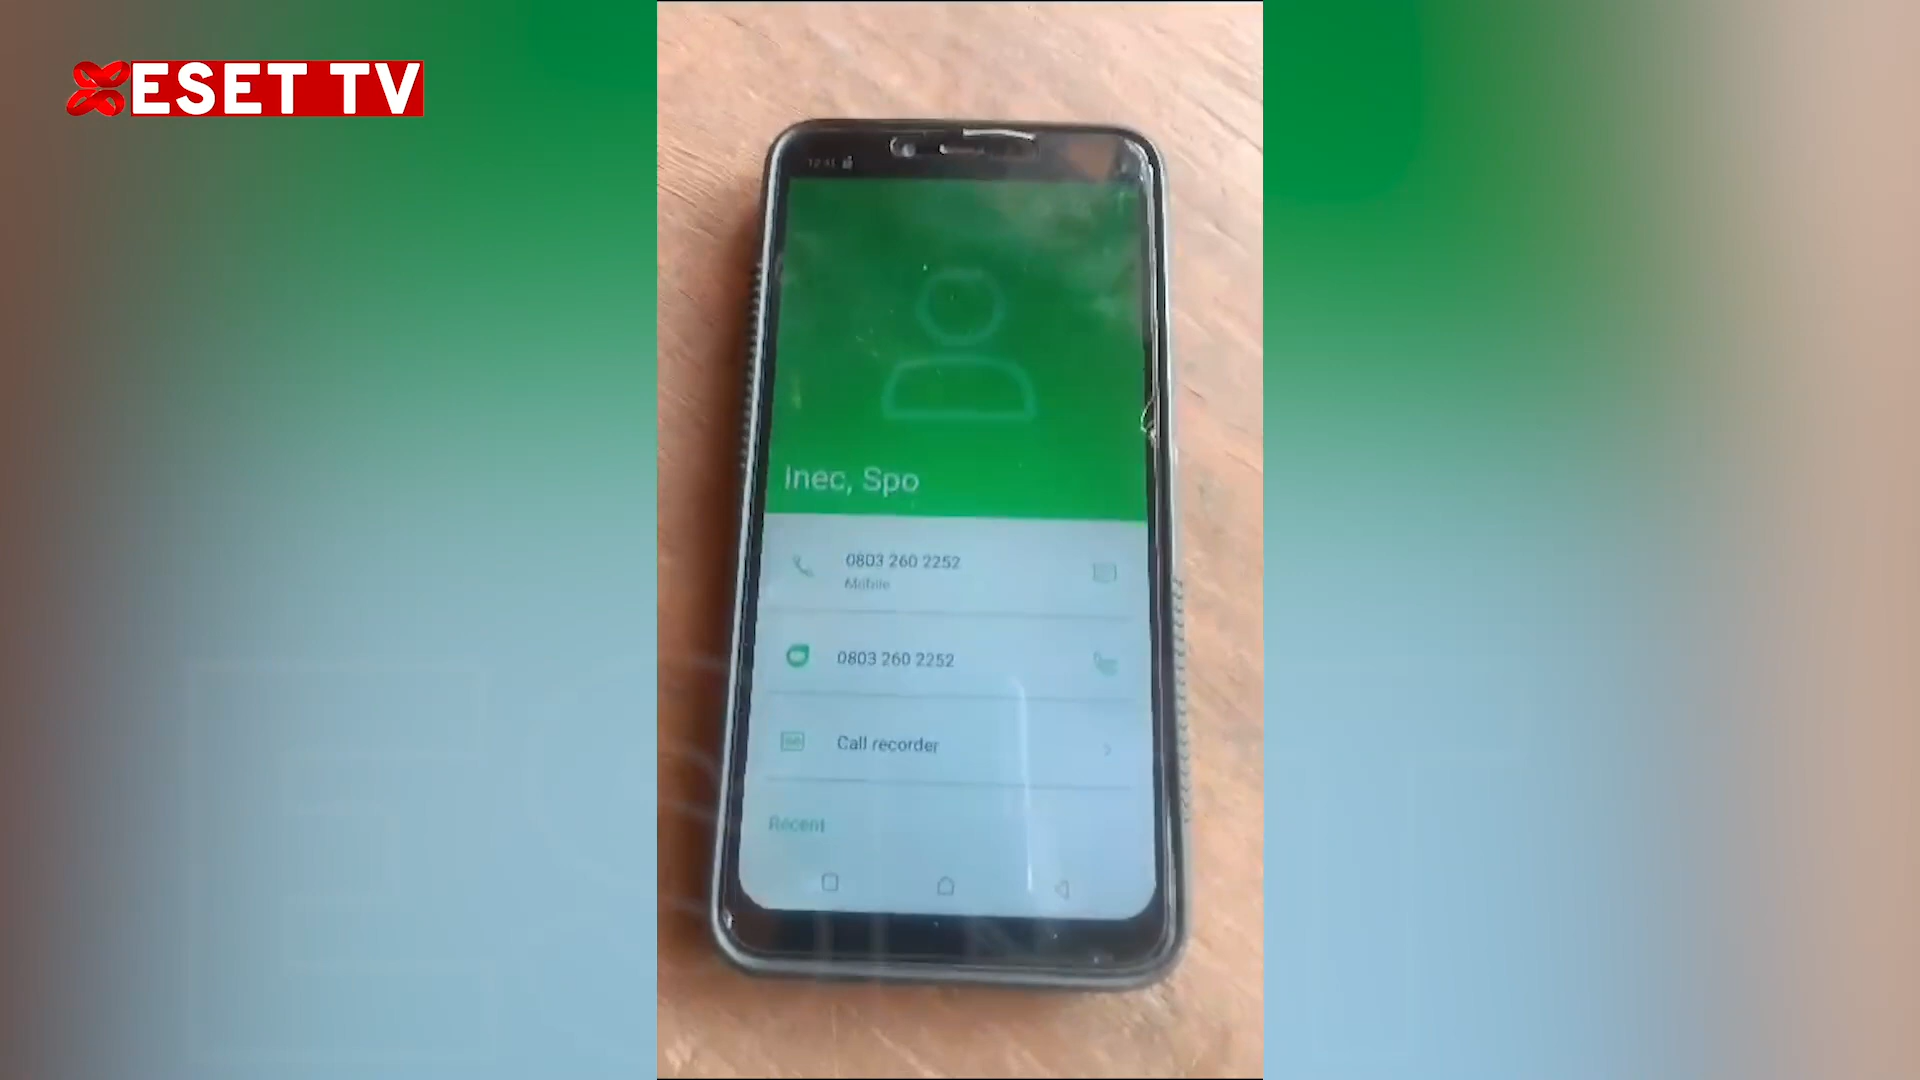 ESET TV
Inec, Spo
0803 260 2252
Mobile
0803 260 2252
Call recorder
Recent